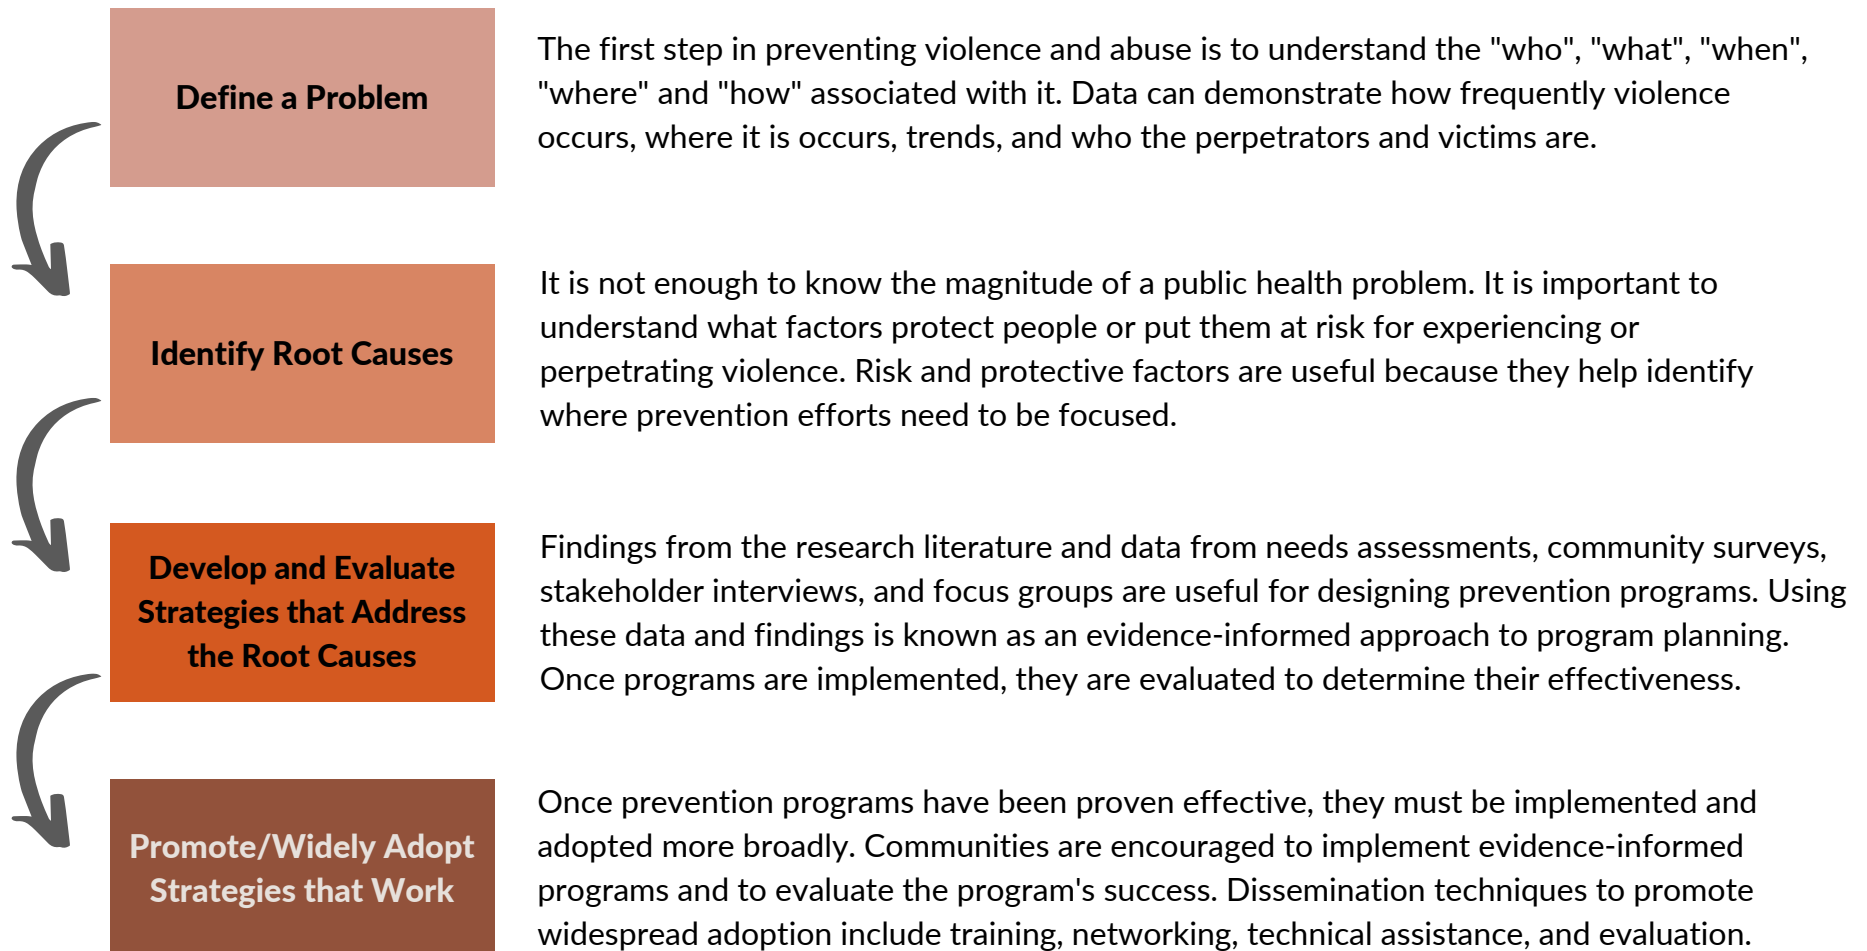 Define a Problem
The first step in preventing violence and abuse is to understand the "who", "what", "when",
"where" and "how" associated with it. Data can demonstrate how frequently violence
occurs, where it is occurs, trends, and who the perpetrators and victims are.
Identify Root Causes
It is not enough to know the magnitude of a public health problem. It is important to
understand what factors protect people or put them at risk for experiencing or
perpetrating violence. Risk and protective factors are useful because they help identify
where prevention efforts need to be focused.
Develop and Evaluate
Strategies that Address
the Root Causes
Findings from the research literature and data from needs assessments, community surveys,
stakeholder interviews, and focus groups are useful for designing prevention programs. Using
these data and findings is known as an evidence-informed approach to program planning.
Once programs are implemented, they are evaluated to determine their effectiveness.
Promote/Widely Adopt
Strategies that Work
Once prevention programs have been proven effective, they must be implemented and
adopted more broadly. Communities are encouraged to implement evidence-informed
programs and to evaluate the program's success. Dissemination techniques to promote
widespread adoption include training, networking, technical assistance, and evaluation.